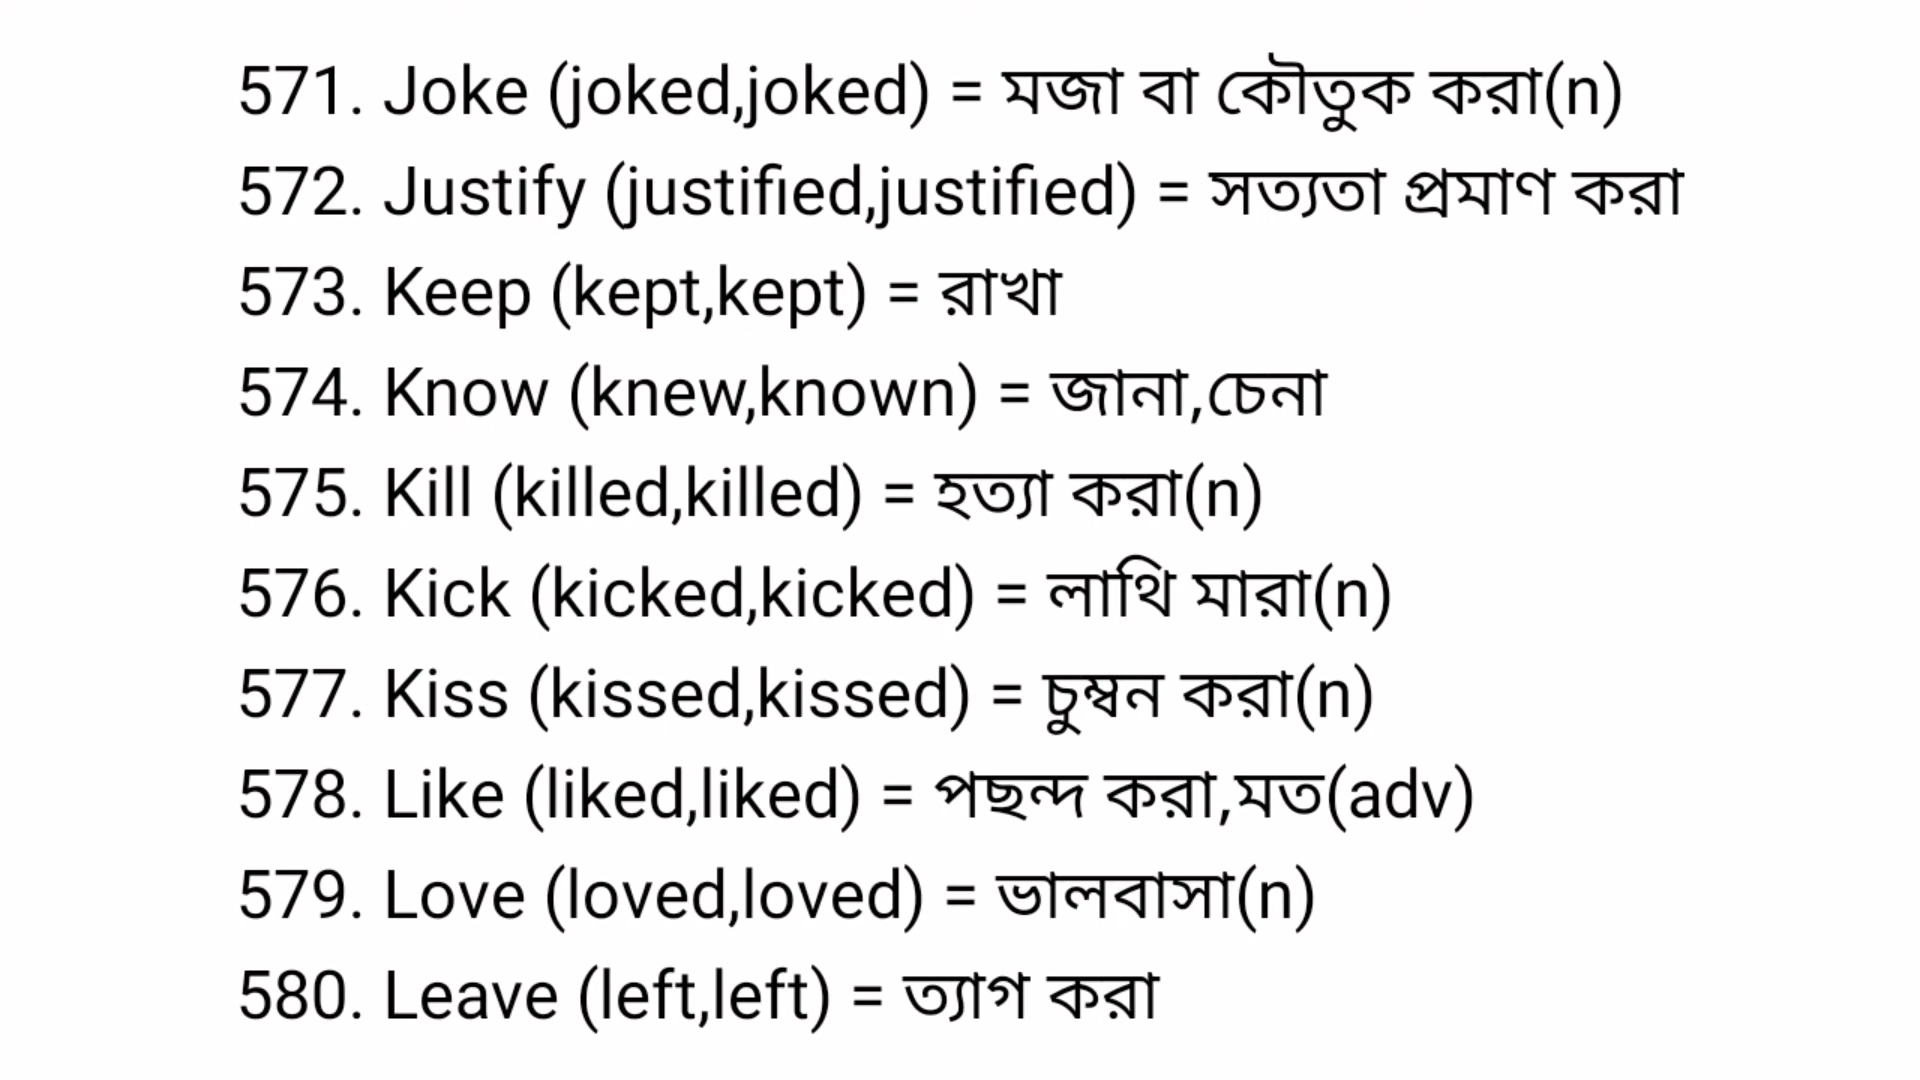 571. Joke (joked,joked) = মজা বা কৌতুক করা(n)
572. Justify (justified,justified) = সত্যতা প্রমাণ করা
573. Keep (kept,kept) = রাখা
574. Know (knew,known) = জানা,চেনা
575. Kill (killed,killed) = হত্যা করা(n)
576. Kick (kicked,kicked) = লাথি মারা(n)
577. Kiss (kissed,kissed) = চুম্বন করা(n)
578. Like (liked,liked) = পছন্দ করা,মত(adv)
579. Love (loved,loved) = ভালবাসা(n)
580. Leave (left,left) = ত্যাগ করা